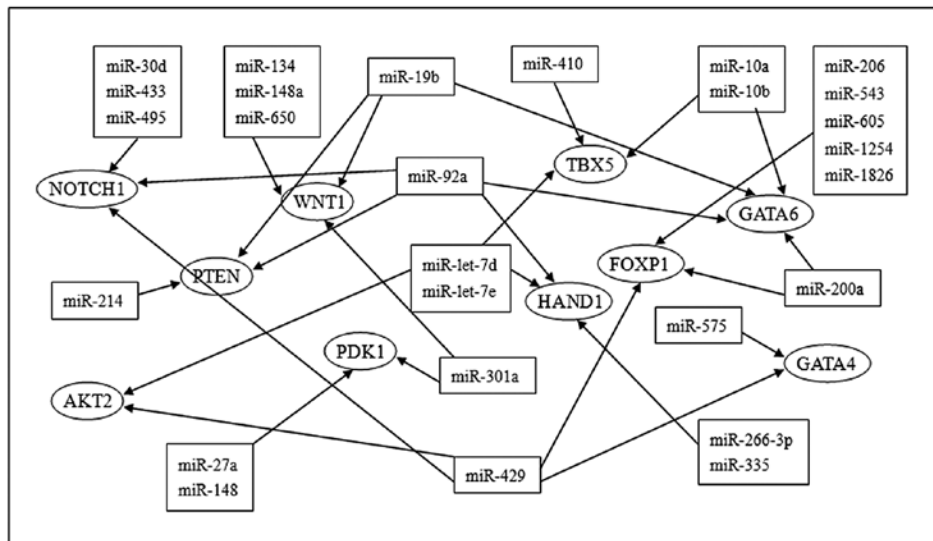 miR-30d
miR-433
miR-495
miR-134
miR-148a
miR-650
miR-19b
miR-410
miR-10a
miR-10b
miR-206
miR-543
miR-605
miR-1254
miR-1826
NOTCH1
WNT1
miR-92a
TBX5
GATA6
PTEN
miR-let-7d
miR-let-7e
HAND1
FOXP1
miR-214
miR-200a
miR-575
PDK1
miR-301a
GATA4
AKT2
miR-27a
miR-148
miR-429
miR-266-3p
miR-335